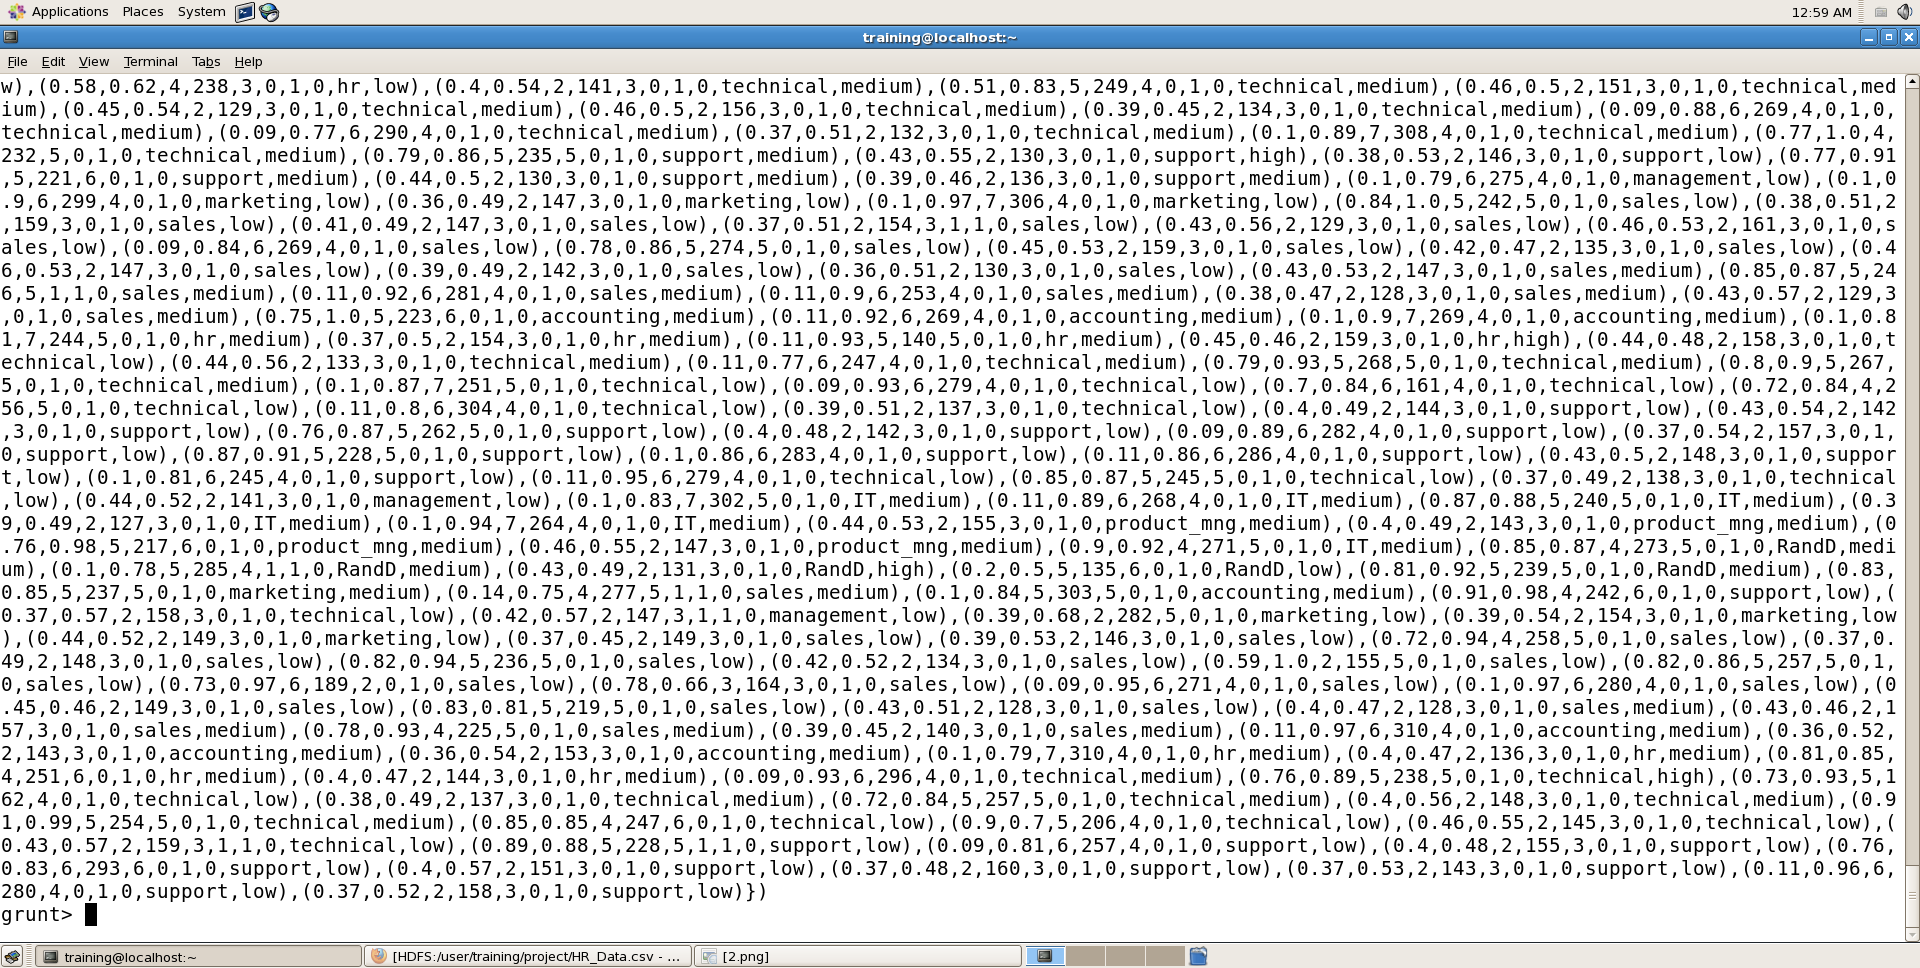 Applications Places System 12:59 AM
training@localhost:~
File Edit View Terminal Tabs Help
w),(0.58,0.62,4,238,3,0,1,0,hr,low),(0.4,0.54,2,141,3,0,1,0,technical,medium),(0.51,0.83,5,249,4,0,1,0,technical,medium),(0.46,0.5,2,151,3,0,1,0,technical,med
ium),(0.45,0.54,2,129,3,0,1,0,technical,medium),(0.46,0.5,2,156,3,0,1,0,technical,medium),(0.39,0.45,2,134,3,0,1,0,technical,medium),(0.09,0.88,6,269,4,0,1,0,
technical,medium),(0.09,0.77,6,290,4,0,1,0,technical,medium),(0.37,0.51,2,132,3,0,1,0,technical,medium),(0.1,0.89,7,308,4,0,1,0,technical,medium),(0.77,1.0,4,
232,5,0,1,0,technical,medium),(0.79,0.86,5,235,5,0,1,0,support,medium),(0.43,0.55,2,130,3,0,1,0,support,high),(0.38,0.53,2,146,3,0,1,0,support,low),(0.77,0.91
,5,221,6,0,1,0,support,medium),(0.44,0.5,2,130,3,0,1,0,support,medium),(0.39,0.46,2,136,3,0,1,0,support,medium),(0.1,0.79,6,275,4,0,1,0,management,low),(0.1,0
.9,6,299,4,0,1,0,marketing,low),(0.36,0.49,2,147,3,0,1,0,marketing,low),(0.1,0.97,7,306,4,0,1,0,marketing,low),(0.84,1.0,5,242,5,0,1,0,sales,low),(0.38,0.51,2
,159,3,0,1,0,sales,low),(0.41,0.49,2,147,3,0,1,0,sales,low),(0.37,0.51,2,154,3,1,1,0,sales,low),(0.43,0.56,2,129,3,0,1,0,sales,low),(0.46,0.53,2,161,3,0,1,0,s
ales,low),(0.09,0.84,6,269,4,0,1,0,sales,low),(0.78,0.86,5,274,5,0,1,0,sales,low),(0.45,0.53,2,159,3,0,1,0,sales,low),(0.42,0.47,2,135,3,0,1,0,sales,low),(0.4
6,0.53,2,147,3,0,1,0,sales,low),(0.39,0.49,2,142,3,0,1,0,sales,low),(0.36,0.51,2,130,3,0,1,0,sales,low),(0.43,0.53,2,147,3,0,1,0,sales,medium),(0.85,0.87,5,24
6,5,1,1,0,sales,medium),(0.11,0.92,6,281,4,0,1,0,sales,medium),(0.11,0.9,6,253,4,0,1,0,sales,medium),(0.38,0.47,2,128,3,0,1,0,sales,medium),(0.43,0.57,2,129,3
,0,1,0,sales,medium),(0.75,1.0,5,223,6,0,1,0,accounting,medium),(0.11,0.92,6,269,4,0,1,0,accounting,medium),(0.1,0.9,7,269,4,0,1,0,accounting,medium),(0.1,0.8
1,7,244,5,0,1,0,hr,medium),(0.37,0.5,2,154,3,0,1,0,hr,medium),(0.11,0.93,5,140,5,0,1,0,hr,medium),(0.45,0.46,2,159,3,0,1,0,hr,high),(0.44,0.48,2,158,3,0,1,0,t
echnical,low),(0.44,0.56,2,133,3,0,1,0,technical,medium),(0.11,0.77,6,247,4,0,1,0,technical,medium),(0.79,0.93,5,268,5,0,1,0,technical,medium),(0.8,0.9,5,267,
5,0,1,0,technical,medium),(0.1,0.87,7,251,5,0,1,0,technical,low),(0.09,0.93,6,279,4,0,1,0,technical,low),(0.7,0.84,6,161,4,0,1,0,technical,low),(0.72,0.84,4,2
56,5,0,1,0,technical,low),(0.11,0.8,6,304,4,0,1,0,technical,low),(0.39,0.51,2,137,3,0,1,0,technical,low),(0.4,0.49,2,144,3,0,1,0,support,low),(0.43,0.54,2,142
,3,0,1,0,support,low),(0.76,0.87,5,262,5,0,1,0,support,low),(0.4,0.48,2,142,3,0,1,0,support,low),(0.09,0.89,6,282,4,0,1,0,support,low),(0.37,0.54,2,157,3,0,1,
0,support,low),(0.87,0.91,5,228,5,0,1,0,support,low),(0.1,0.86,6,283,4,0,1,0,support,low),(0.11,0.86,6,286,4,0,1,0,support,low),(0.43,0.5,2,148,3,0,1,0,suppor
t,low),(0.1,0.81,6,245,4,0,1,0,support,low),(0.11,0.95,6,279,4,0,1,0,technical,low),(0.85,0.87,5,245,5,0,1,0,technical,low),(0.37,0.49,2,138,3,0,1,0,technical
,low),(0.44,0.52,2,141,3,0,1,0,management,low),(0.1,0.83,7,302,5,0,1,0,IT,medium),(0.11,0.89,6,268,4,0,1,0,IT,medium),(0.87,0.88,5,240,5,0,1,0,IT,medium),(0.3
9,0.49,2,127,3,0,1,0,IT,medium),(0.1,0.94,7,264,4,0,1,0,IT,medium),(0.44,0.53,2,155,3,0,1,0,product_mng,medium),(0.4,0.49,2,143,3,0,1,0,product_mng,medium),(0
.76,0.98,5,217,6,0,1,0,product_mng,medium),(0.46,0.55,2,147,3,0,1,0,product_mng,medium),(0.9,0.92,4,271,5,0,1,0,IT,medium),(0.85,0.87,4,273,5,0,1,0,RandD,medi
um),(0.1,0.78,5,285,4,1,1,0,RandD,medium),(0.43,0.49,2,131,3,0,1,0,RandD,high),(0.2,0.5,5,135,6,0,1,0,RandD,low),(0.81,0.92,5,239,5,0,1,0,RandD,medium),(0.83,
0.85,5,237,5,0,1,0,marketing,medium),(0.14,0.75,4,277,5,1,1,0,sales,medium),(0.1,0.84,5,303,5,0,1,0,accounting,medium),(0.91,0.98,4,242,6,0,1,0,support,low),(
0.37,0.57,2,158,3,0,1,0,technical,low),(0.42,0.57,2,147,3,1,1,0,management,low),(0.39,0.68,2,282,5,0,1,0,marketing,low),(0.39,0.54,2,154,3,0,1,0,marketing,low
),(0.44,0.52,2,149,3,0,1,0,marketing,low),(0.37,0.45,2,149,3,0,1,0,sales,low),(0.39,0.53,2,146,3,0,1,0,sales,low),(0.72,0.94,4,258,5,0,1,0,sales,low),(0.37,0.
49,2,148,3,0,1,0,sales,low),(0.82,0.94,5,236,5,0,1,0,sales,low),(0.42,0.52,2,134,3,0,1,0,sales,low),(0.59,1.0,2,155,5,0,1,0,sales,low),(0.82,0.86,5,257,5,0,1,
0,sales,low),(0.73,0.97,6,189,2,0,1,0,sales,low),(0.78,0.66,3,164,3,0,1,0,sales,low),(0.09,0.95,6,271,4,0,1,0,sales,low),(0.1,0.97,6,280,4,0,1,0,sales,low),(0
.45,0.46,2,149,3,0,1,0,sales,low),(0.83,0.81,5,219,5,0,1,0,sales,low),(0.43,0.51,2,128,3,0,1,0,sales,low),(0.4,0.47,2,128,3,0,1,0,sales,medium),(0.43,0.46,2,1
57,3,0,1,0,sales,medium),(0.78,0.93,4,225,5,0,1,0,sales,medium),(0.39,0.45,2,140,3,0,1,0,sales,medium),(0.11,0.97,6,310,4,0,1,0,accounting,medium),(0.36,0.52,
2,143,3,0,1,0,accounting,medium),(0.36,0.54,2,153,3,0,1,0,accounting,medium),(0.1,0.79,7,310,4,0,1,0,hr,medium),(0.4,0.47,2,136,3,0,1,0,hr,medium),(0.81,0.85,
4,251,6,0,1,0,hr,medium),(0.4,0.47,2,144,3,0,1,0,hr,medium),(0.09,0.93,6,296,4,0,1,0,technical,medium),(0.76,0.89,5,238,5,0,1,0,technical,high),(0.73,0.93,5,1
62,4,0,1,0,technical,low),(0.38,0.49,2,137,3,0,1,0,technical,medium),(0.72,0.84,5,257,5,0,1,0,technical,medium),(0.4,0.56,2,148,3,0,1,0,technical,medium),(0.9
1,0.99,5,254,5,0,1,0,technical,medium),(0.85,0.85,4,247,6,0,1,0,technical,low),(0.9,0.7,5,206,4,0,1,0,technical,low),(0.46,0.55,2,145,3,0,1,0,technical,low),(
0.43,0.57,2,159,3,1,1,0,technical,low),(0.89,0.88,5,228,5,1,1,0,support,low),(0.09,0.81,6,257,4,0,1,0,support,low),(0.4,0.48,2,155,3,0,1,0,support,low),(0.76,
0.83,6,293,6,0,1,0,support,low),(0.4,0.57,2,151,3,0,1,0,support,low),(0.37,0.48,2,160,3,0,1,0,support,low),(0.37,0.53,2,143,3,0,1,0,support,low),(0.11,0.96,6,
280,4,0,1,0,support,low),(0.37,0.52,2,158,3,0,1,0,support,low)})
grunt>
training@localhost:~ [HDFS:/user/training/project/HR_Data.csv - ... [2.png]